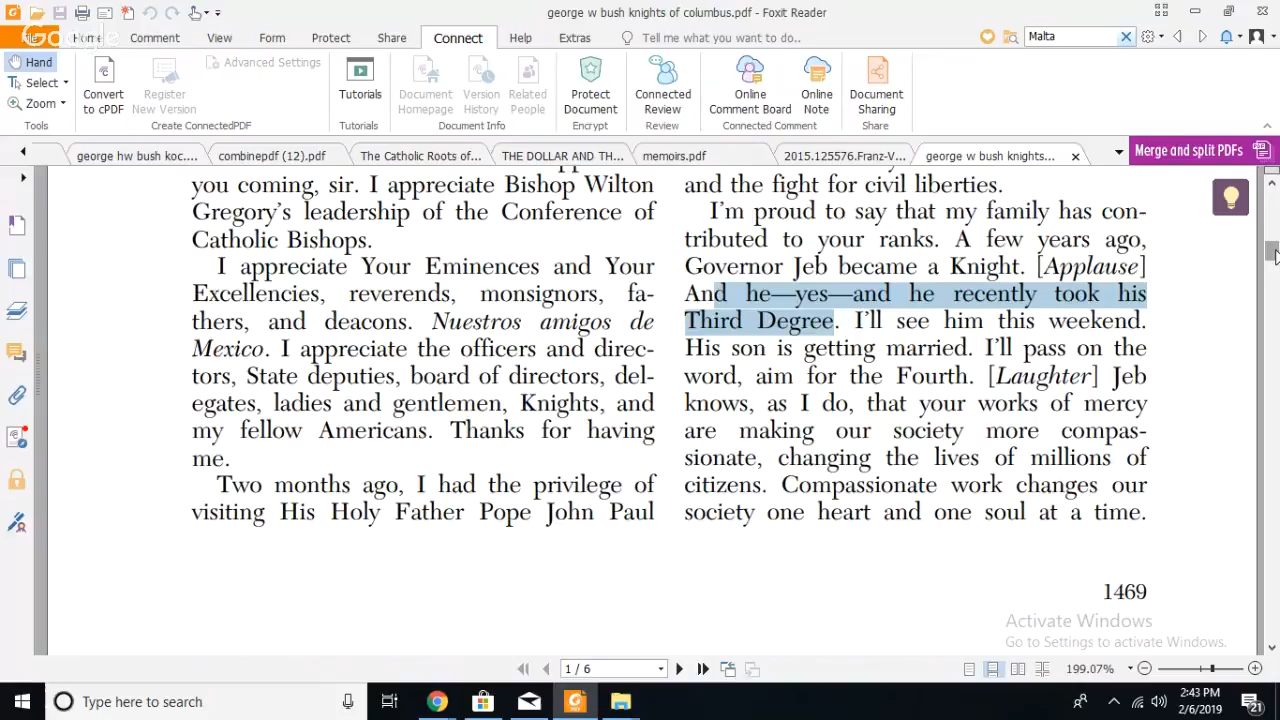 george w bush knights of columbus.pdf - Foxit Reader
Google
File
Home
Comment
View
Form
Protect
Share
Connect
Help
Extras
Tell me what you want to do..
Malta
Hand
Select
Zoom
Tools
Convert
to cPDF
Register
New Version
Advanced Settings
Create ConnectedPDF
Tutorials
Tutorials
Document
Homepage
Version
History
Related
People
Document Info
Protect
Document
Encrypt
Connected
Review
Review
Online
Comment Board
Online
Note
Connected Comment
Document
Sharing
Share
george hw bush koc....
combinepdf (12).pdf
The Catholic Roots of...
THE DOLLAR AND TH...
memoirs.pdf
2015.125576.Franz-V...
george w bush knights...
Merge and split PDFs
you coming, sir. I appreciate Bishop Wilton
Gregory's leadership of the Conference of
Catholic Bishops.
I appreciate Your Eminences and Your
Excellencies, reverends, monsignors, fa-
thers, and deacons. Nuestros amigos de
Mexico. I appreciate the officers and direc-
tors, State deputies, board of directors, del-
egates, ladies and gentlemen, Knights, and
my fellow Americans. Thanks for having
me.
Two months ago, I had the privilege of
visiting His Holy Father Pope John Paul
and the fight for civil liberties.
I'm proud to say that my family has con-
tributed to your ranks. A few years ago,
Governor Jeb became a Knight. [Applause]
And he—yes—and he recently took his
Third Degree. I'll see him this weekend.
His son is getting married. I'll pass on the
word, aim for the Fourth. [Laughter] Jeb
knows, as I do, that your works of mercy
are making our society more compas-
sionate, changing the lives of millions of
citizens. Compassionate work changes our
society one heart and one soul at a time.
1469
Activate Windows
Go to Settings to activate Windows.
1 / 6
199.07%
Type here to search
2:43 PM
2/6/2019
21